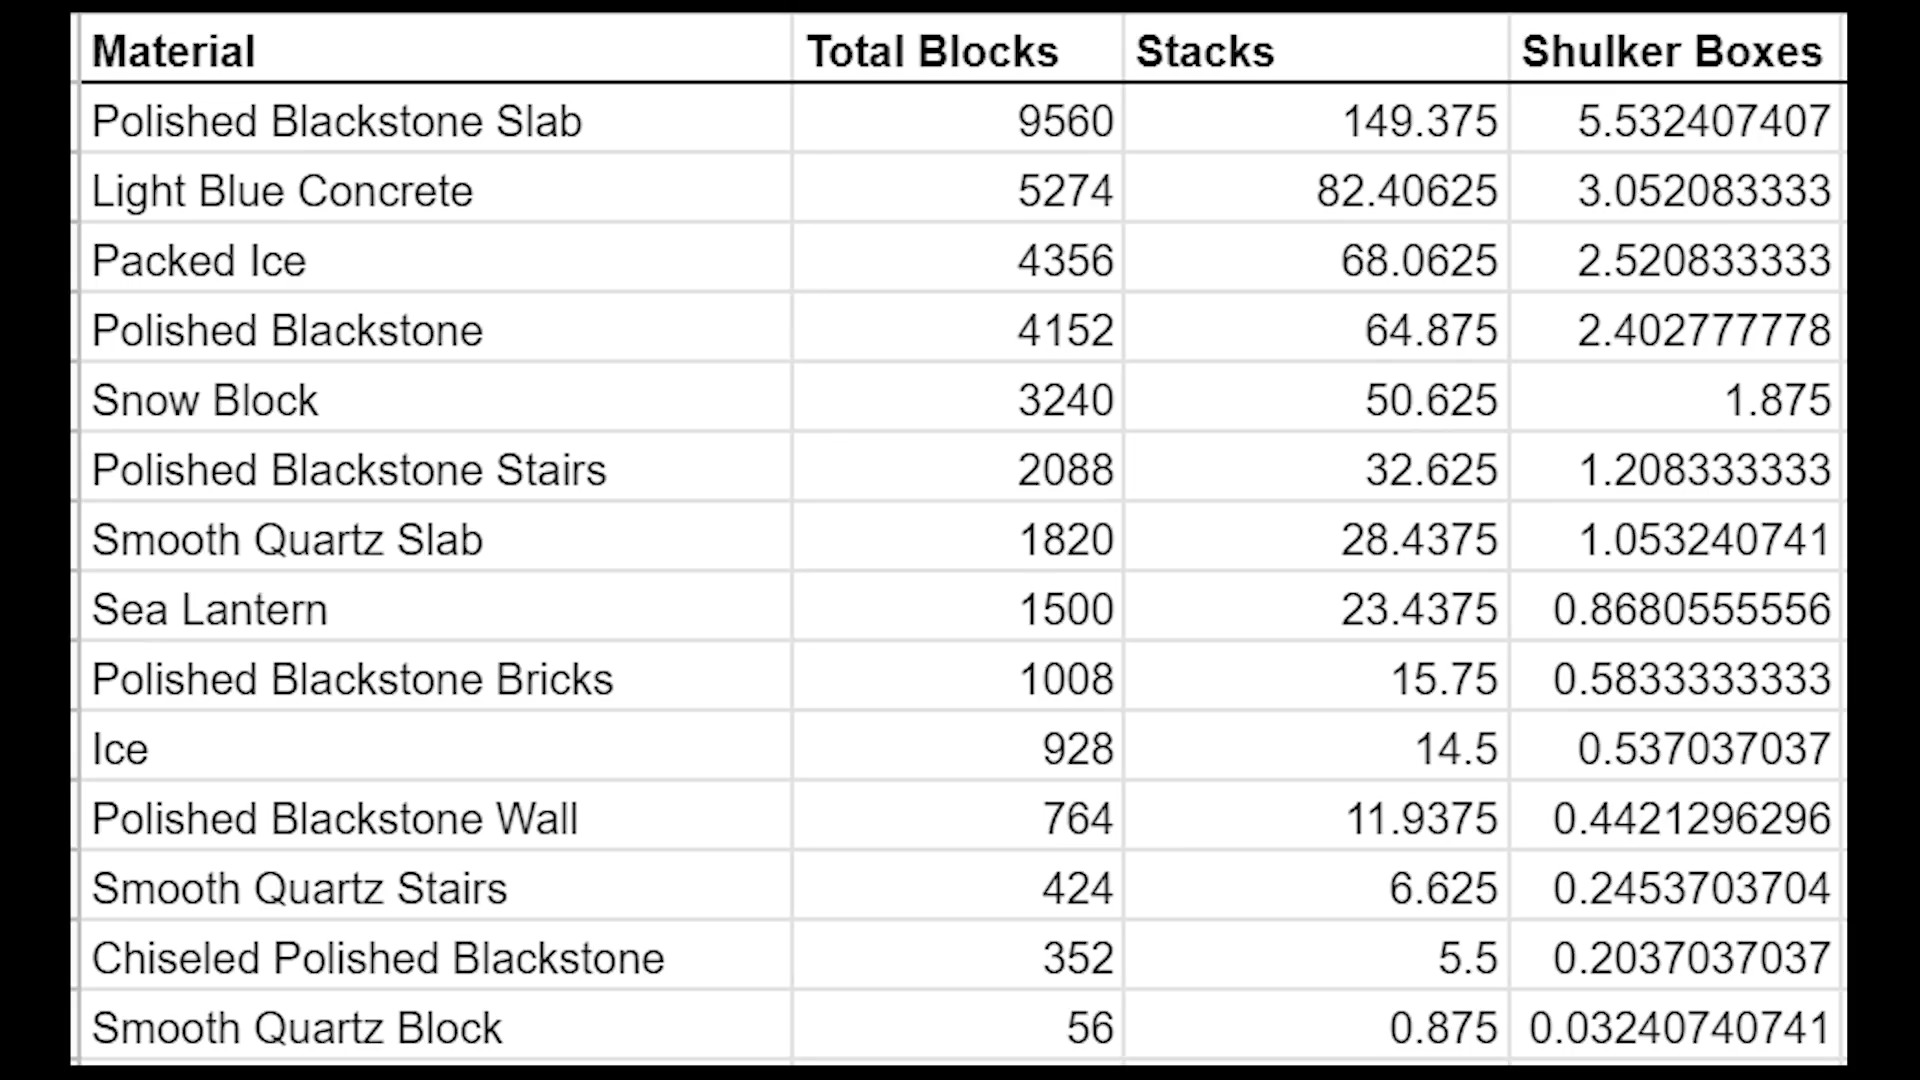 Material Total Blocks Stacks Shulker Boxes
Polished Blackstone Slab 9560 149.375 5.532407407
Light Blue Concrete 5274 82.40625 3.052083333
Packed Ice 4356 68.0625 2.520833333
Polished Blackstone 4152 64.875 2.402777778
Snow Block 3240 50.625 1.875
Polished Blackstone Stairs 2088 32.625 1.208333333
Smooth Quartz Slab 1820 28.4375 1.053240741
Sea Lantern 1500 23.4375 0.8680555556
Polished Blackstone Bricks 1008 15.75 0.5833333333
Ice 928 14.5 0.537037037
Polished Blackstone Wall 764 11.9375 0.4421296296
Smooth Quartz Stairs 424 6.625 0.2453703704
Chiseled Polished Blackstone 352 5.5 0.2037037037
Smooth Quartz Block 56 0.875 0.03240740741